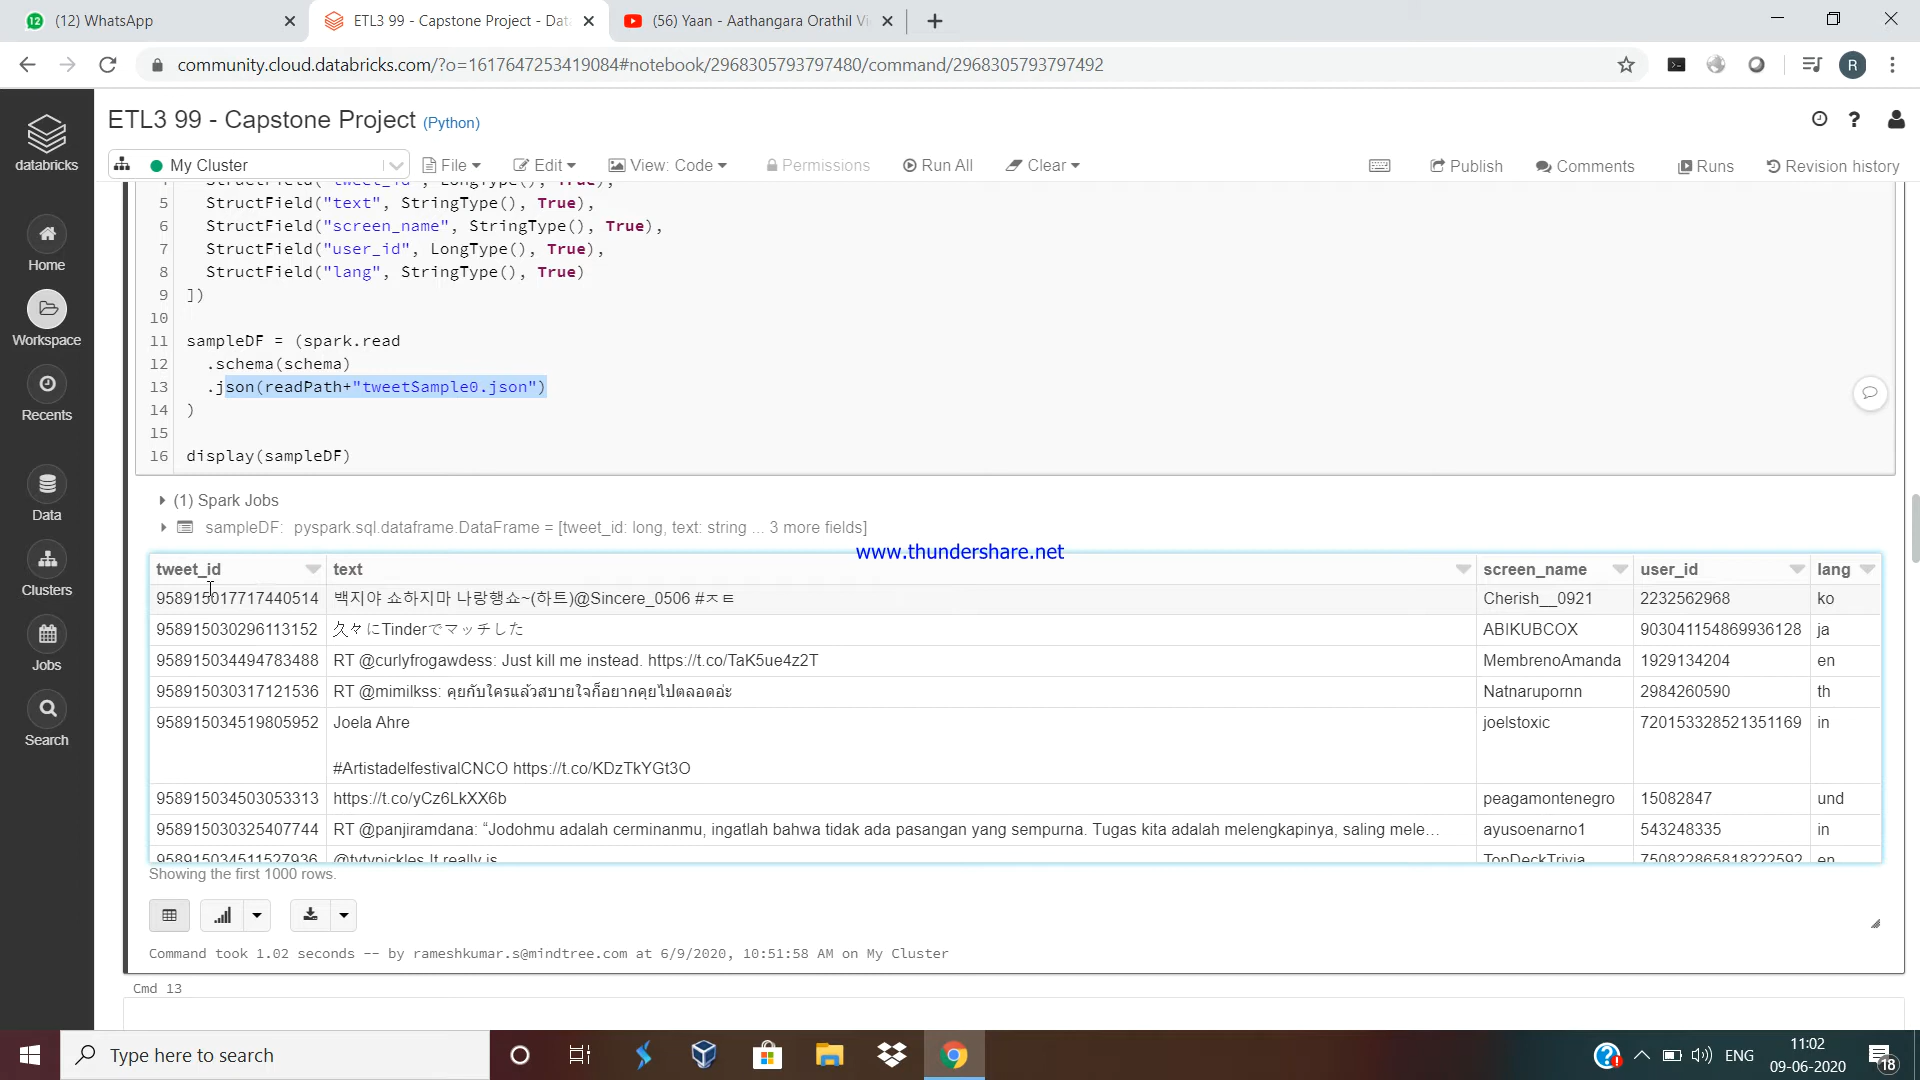 (12) WhatsApp
ETL3 99 - Capstone Project - Dat
(56) Yaan - Aathangara Orathil Vi
community.cloud.databricks.com/?o=1617647253419084#notebook/2968305793797480/command/2968305793797492
R
databricks
Home
Workspace
Recents
Data
Clusters
Jobs
Search
ETL3 99 - Capstone Project (Python)
My Cluster File Edit View: Code Permissions Run All Clear Publish Comments Runs Revision history
StructField("tweet_id", LongType(), True),
5 StructField("text", StringType(), True),
6 StructField("screen_name", StringType(), True),
7 StructField("user_id", LongType(), True),
8 StructField("lang", StringType(), True)
9 ])
10
11 sampleDF = (spark.read
12 .schema(schema)
13 .json(readPath+"tweetSample0.json")
14 )
15
16 display(sampleDF)
(1) Spark Jobs
sampleDF: pyspark.sql.dataframe.DataFrame = [tweet_id: long, text: string ... 3 more fields]
www.thundershare.net
tweet_id text screen_name user_id lang
958915017717440514 백지야 쇼하지마 나랑행쇼~(하트)@Sincere_0506 #ㅈㅌ Cherish__0921 2232562968 ko
958915030296113152 久々にTinderでマッチした ABIKUBCOX 903041154869936128 ja
958915034494783488 RT @curlyfrogawdess: Just kill me instead. https://t.co/TaK5ue4z2T MembrenoAmanda 1929134204 en
958915030317121536 RT @mimilkss: คุยกับใครแล้วสบายใจก็อยากคุยไปตลอดอ่ะ Natnarupornn 2984260590 th
958915034519805952 Joela Ahre joelstoxic 720153328521351169 in
#ArtistadelfestivalCNCO https://t.co/KDzTkYGt3O
958915034503053313 https://t.co/yCz6LkXX6b peagamontenegro 15082847 und
958915030325407744 RT @panjiramdana: “Jodohmu adalah cerminanmu, ingatlah bahwa tidak ada pasangan yang sempurna. Tugas kita adalah melengkapinya, saling mele... ayusoenarno1 543248335 in
958915034511527936 @tytypickles It really is TopDeckTrivia 750822865818222592 en
Showing the first 1000 rows.
Command took 1.02 seconds -- by rameshkumar.s@mindtree.com at 6/9/2020, 10:51:58 AM on My Cluster
Cmd 13
Type here to search
ENG
11:02
09-06-2020
18